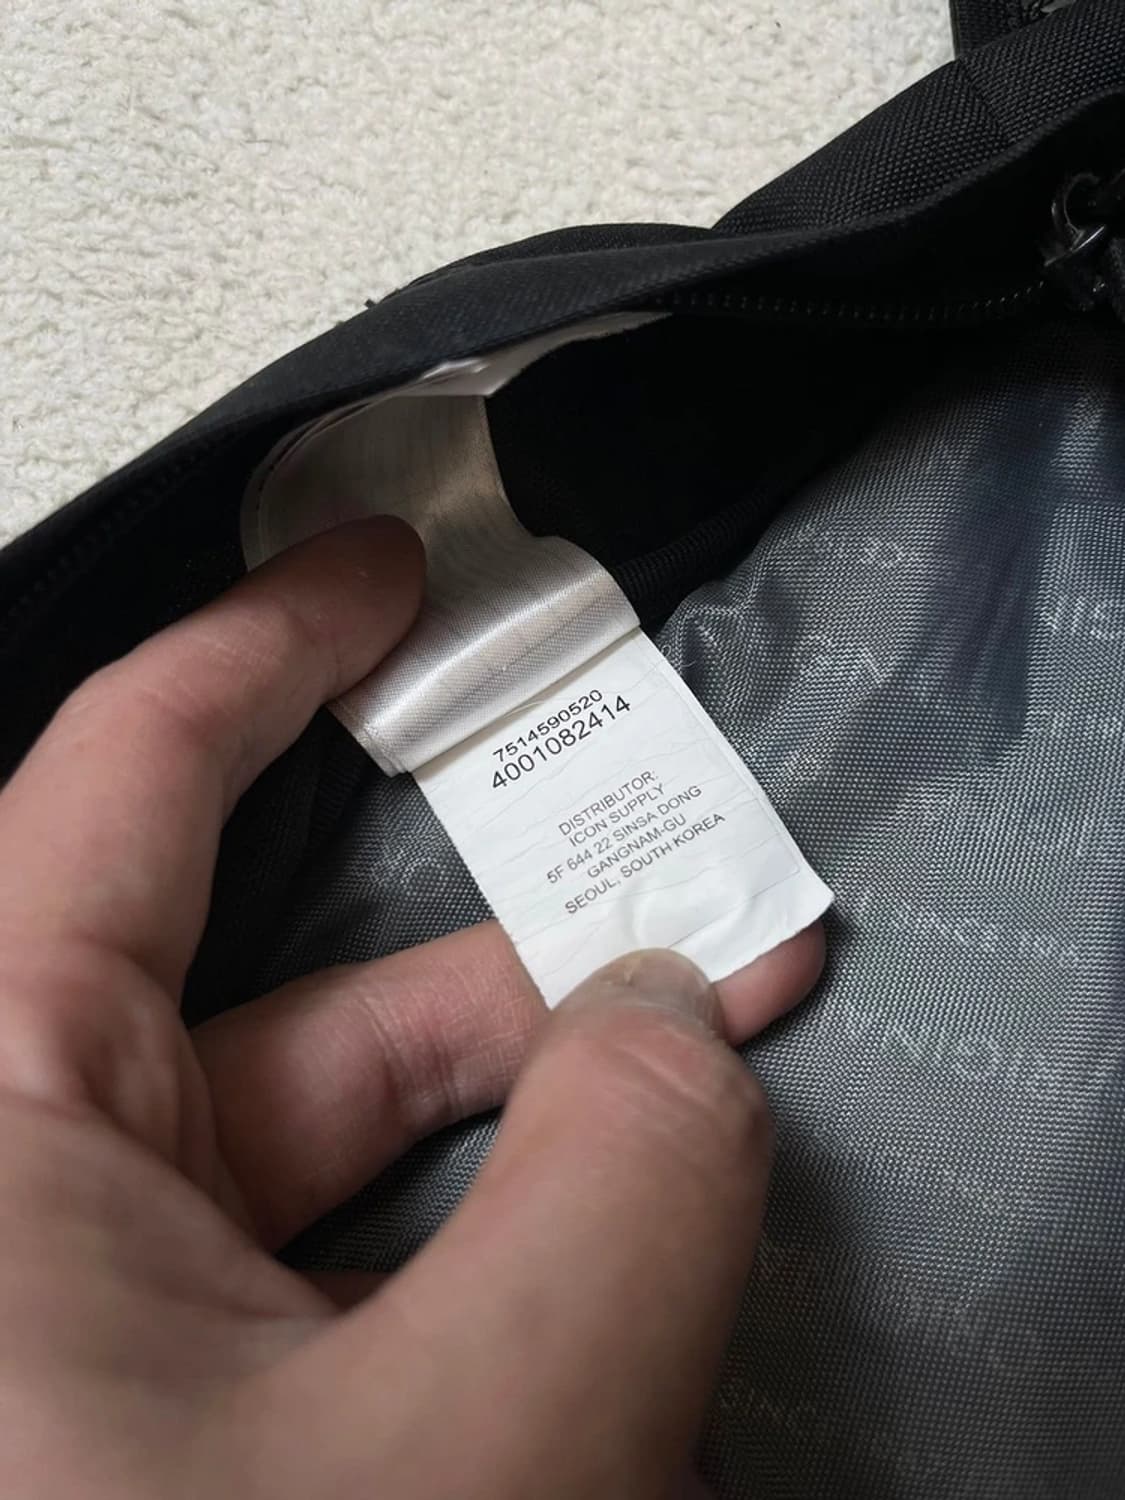 7514590520
4001082414
DISTRIBUTOR:
ICON SUPPLY
5F 644 22 SINSA DONG
GANGNAM-GU
SEOUL, SOUTH KOREA